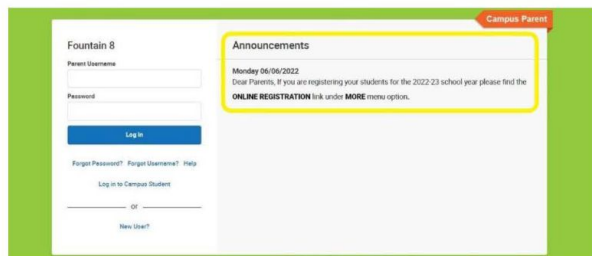 Campus Parent
Fountain 8
Parent Username
Password
Log In
Forgot Password? Forgot Username? Help
Log in to Campus Student
or
New User?
Announcements
Monday 06/06/2022
Dear Parents, If you are registering your students for the 2022-23 school year please find the
ONLINE REGISTRATION link under MORE menu option.